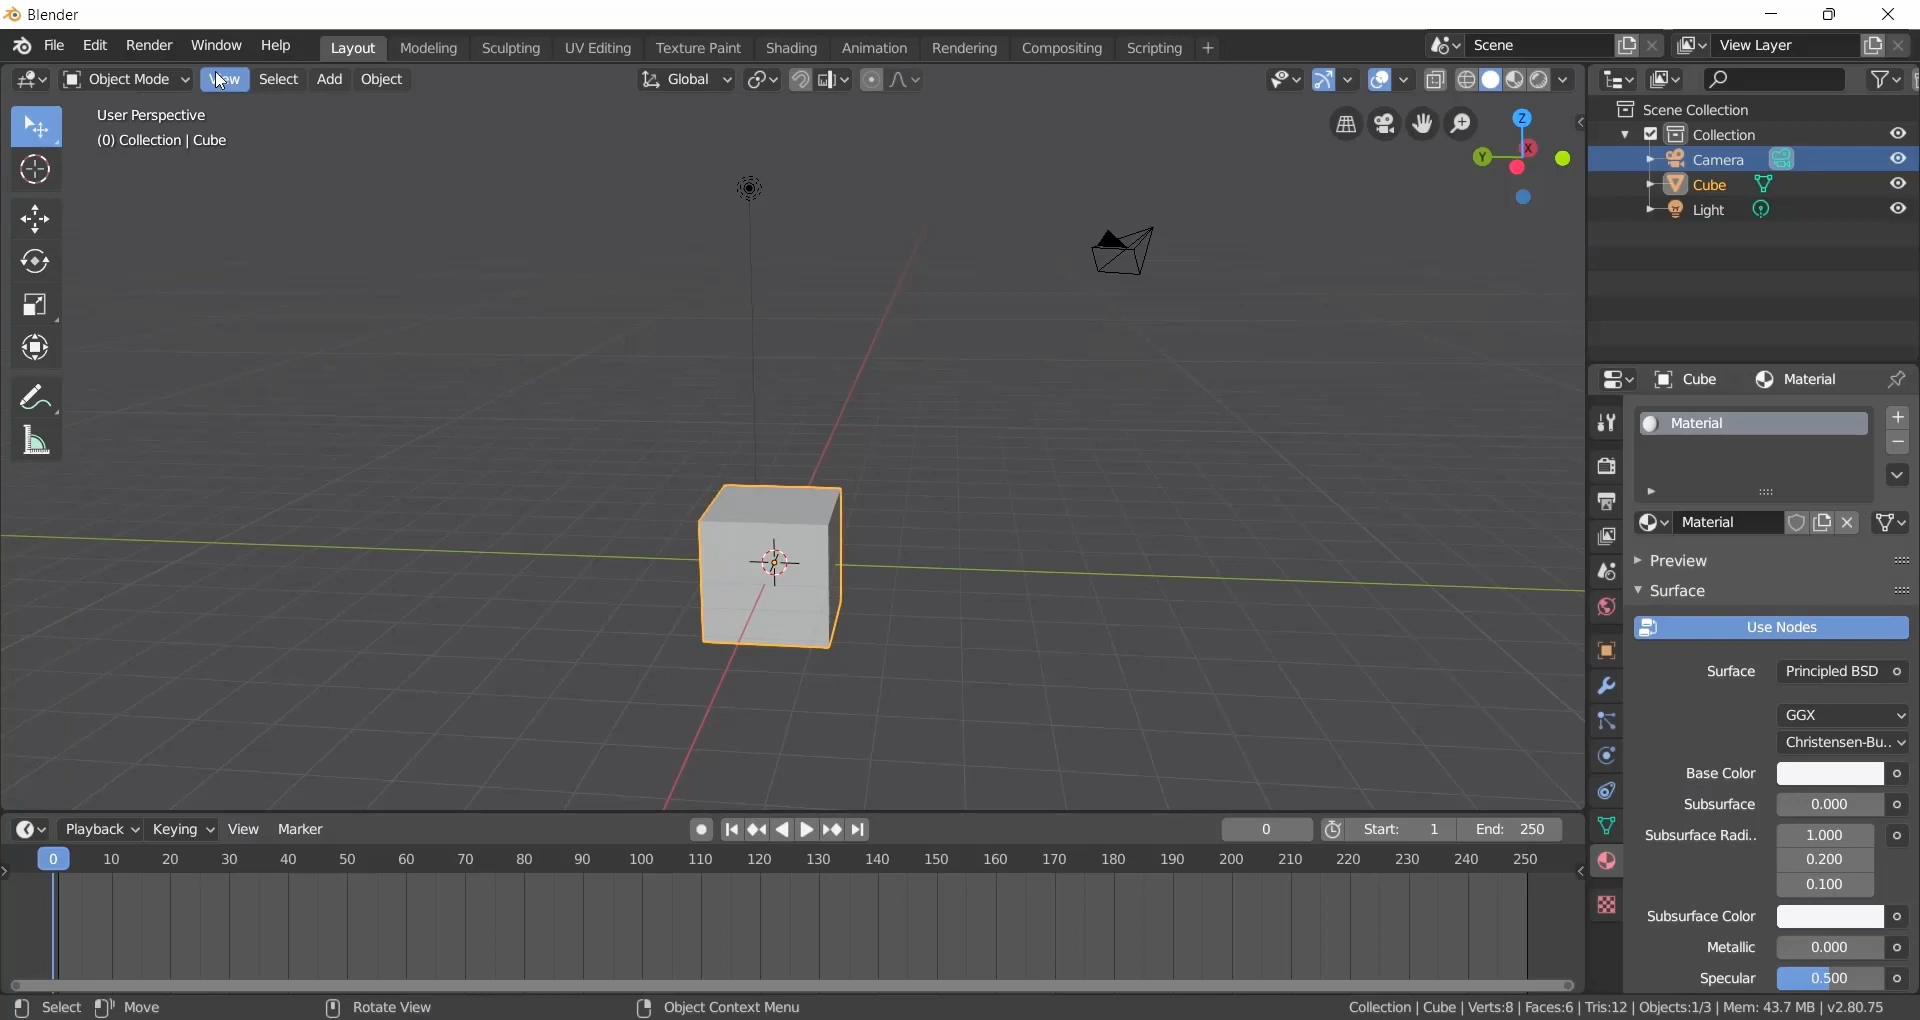 Blender
File Edit Render Window Help Layout Modeling Sculpting UV Editing Texture Paint Shading Animation Rendering Compositing Scripting + Scene View Layer
Object Mode View Select Add Object Global
User Perspective
(0) Collection | Cube
Z
Y X
Scene Collection
Collection
Camera
Cube
Light
Cube Material
Material
Material
Preview
Surface
Use Nodes
Surface Principled BSD
GGX
Christensen-Bu..
Base Color
Subsurface 0.000
Subsurface Radi.. 1.000
0.200
0.100
Subsurface Color
Metallic 0.000
Specular 0.500
Playback Keying View Marker 0 Start: 1 End: 250
0 10 20 30 40 50 60 70 80 90 100 110 120 130 140 150 160 170 180 190 200 210 220 230 240 250
Select Move Rotate View Object Context Menu Collection | Cube | Verts:8 | Faces:6 | Tris:12 | Objects:1/3 | Mem: 43.7 MB | v2.80.75